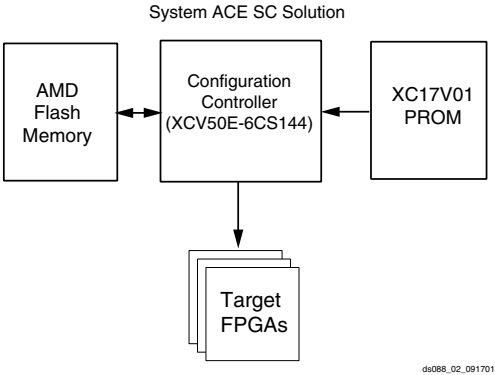 System ACE SC Solution
AMD
Flash
Memory
Configuration
Controller
(XCV50E-6CS144)
XC17V01
PROM
Target
FPGAs
ds088_02_091701